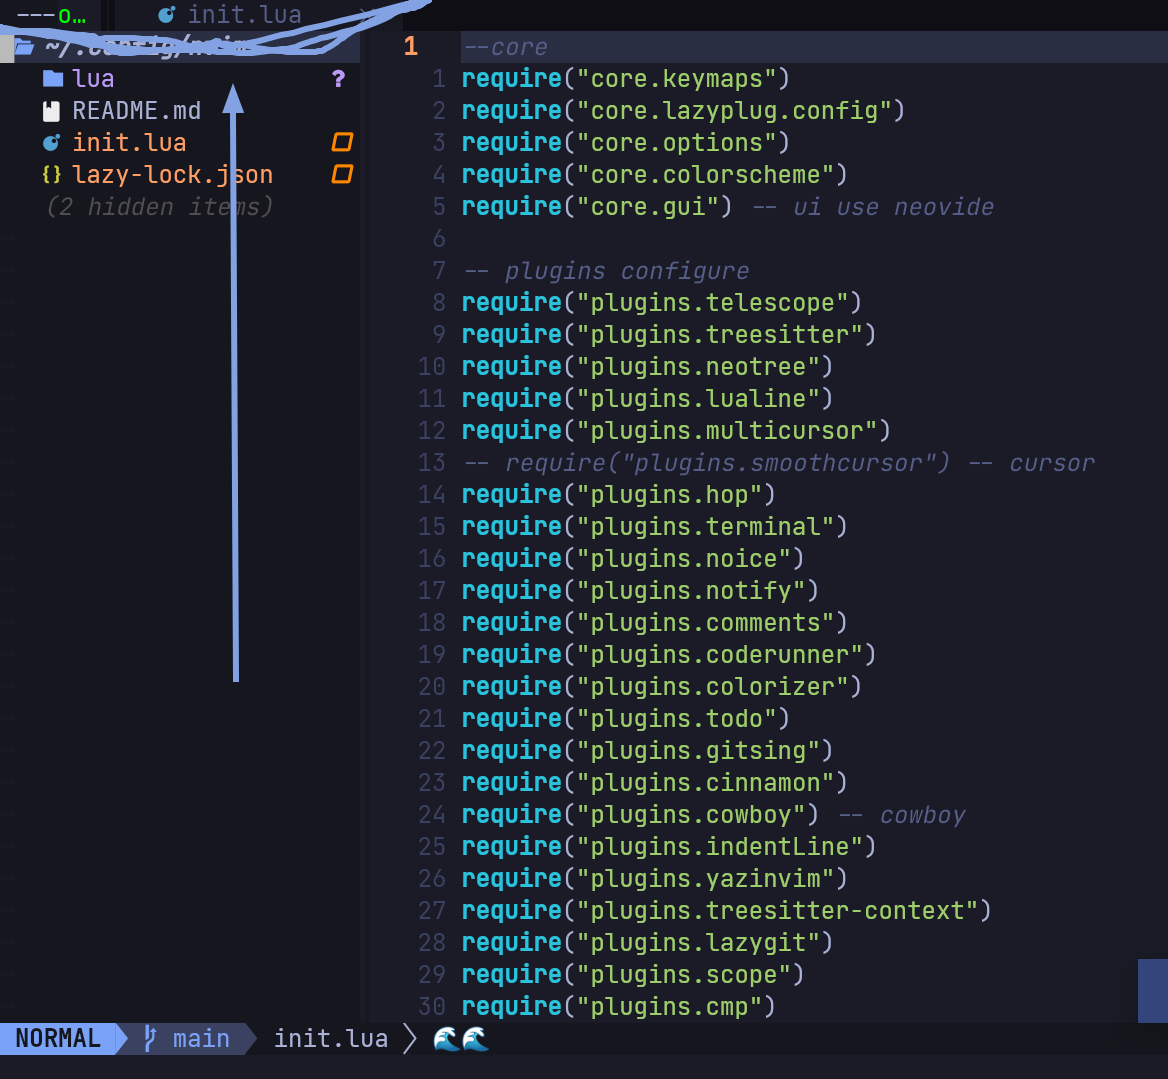 ---o… init.lua
lua ?
README.md
init.lua
lazy-lock.json
(2 hidden items)
1 --core
1 require("core.keymaps")
2 require("core.lazyplug.config")
3 require("core.options")
4 require("core.colorscheme")
5 require("core.gui") -- ui use neovide
6
7 -- plugins configure
8 require("plugins.telescope")
9 require("plugins.treesitter")
10 require("plugins.neotree")
11 require("plugins.lualine")
12 require("plugins.multicursor")
13 -- require("plugins.smoothcursor") -- cursor
14 require("plugins.hop")
15 require("plugins.terminal")
16 require("plugins.noice")
17 require("plugins.notify")
18 require("plugins.comments")
19 require("plugins.coderunner")
20 require("plugins.colorizer")
21 require("plugins.todo")
22 require("plugins.gitsing")
23 require("plugins.cinnamon")
24 require("plugins.cowboy") -- cowboy
25 require("plugins.indentLine")
26 require("plugins.yazinvim")
27 require("plugins.treesitter-context")
28 require("plugins.lazygit")
29 require("plugins.scope")
30 require("plugins.cmp")
NORMAL main init.lua 🌊🌊